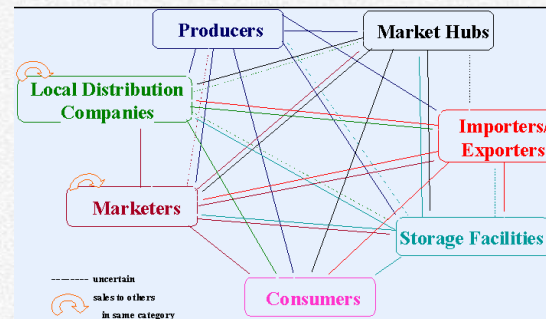 Producers
Market Hubs
Local Distribution
Companies
Importers/
Exporters
Marketers
Storage Facilities
Consumers
uncertain
sales to others
in same category